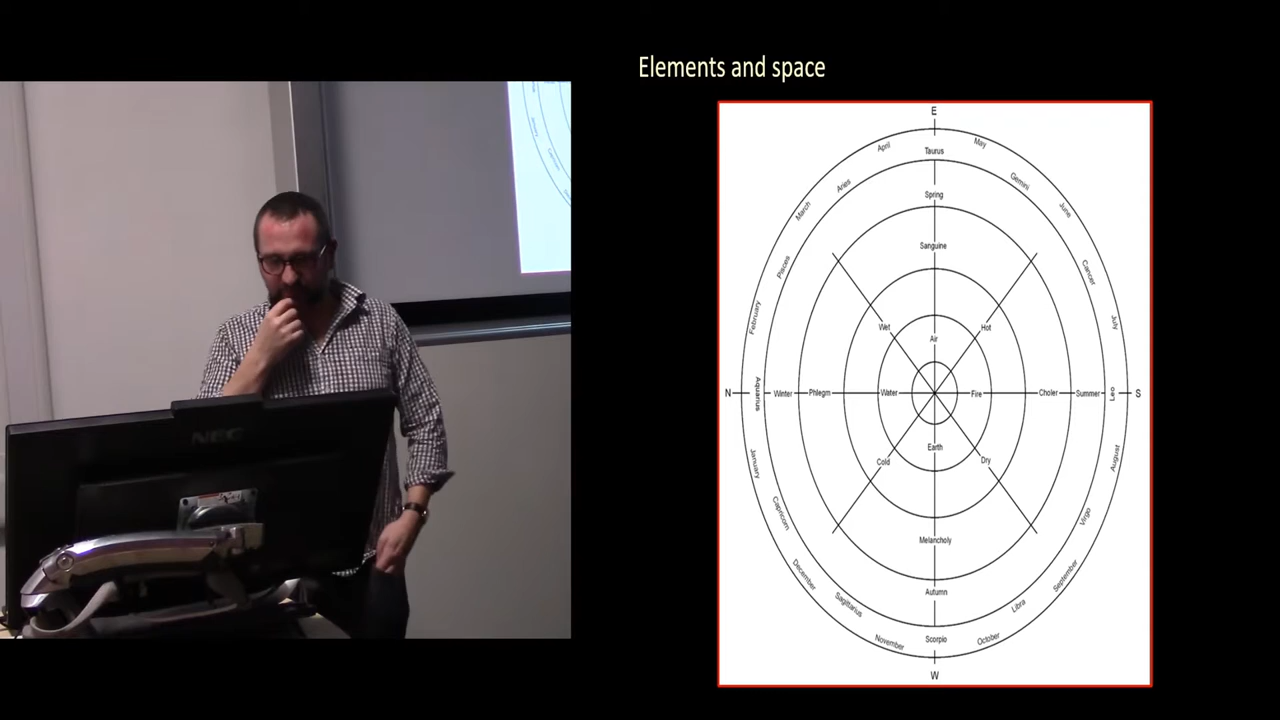 Elements and space
E
April
May
Taurus
Aries
Gemini
Spring
March
June
Sanguine
Pisces
Cancer
February
July
Wet
Hot
Air
N
Aquarius
Winter
Phlegm
Water
Fire
Choler
Summer
Leo
S
Earth
Cold
Dry
January
August
Capricorn
Virgo
Melancholy
December
September
Autumn
Sagittarius
Libra
November
Scorpio
October
W
NEC